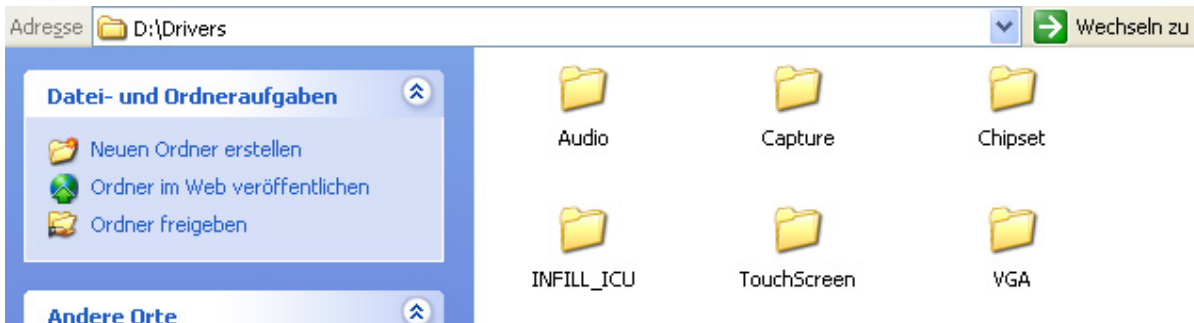 Adresse D:\Drivers Wechseln zu
Datei- und Ordneraufgaben
Neuen Ordner erstellen
Ordner im Web veröffentlichen
Ordner freigeben
Andere Orte
Audio Capture Chipset
INFILL_ICU TouchScreen VGA